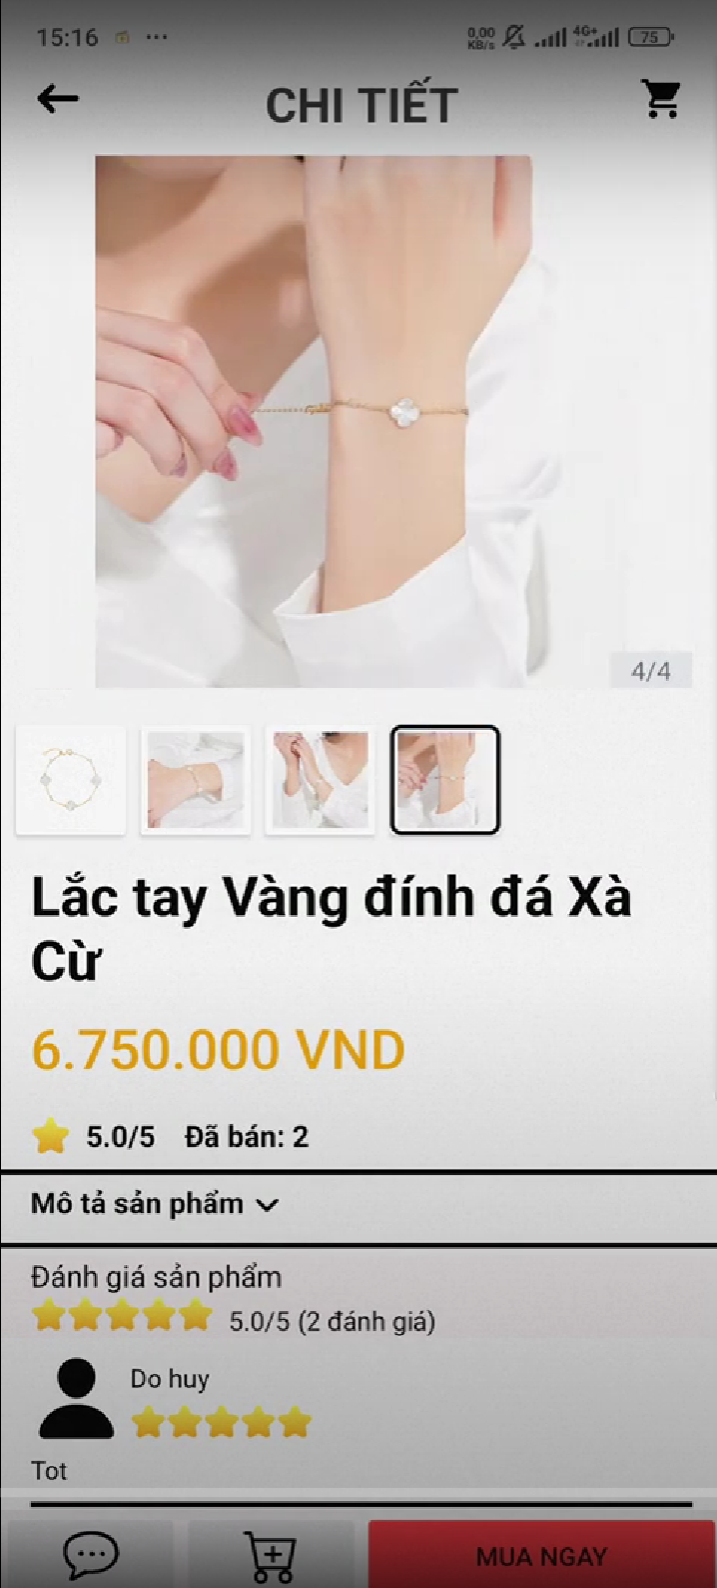 15:16 ... 0,00 KB/s 4G+ 75
CHI TIẾT
4/4
Lắc tay Vàng đính đá Xà
Cừ
6.750.000 VND
5.0/5 Đã bán: 2
Mô tả sản phẩm
Đánh giá sản phẩm
5.0/5 (2 đánh giá)
Do huy
Tot
MUA NGAY